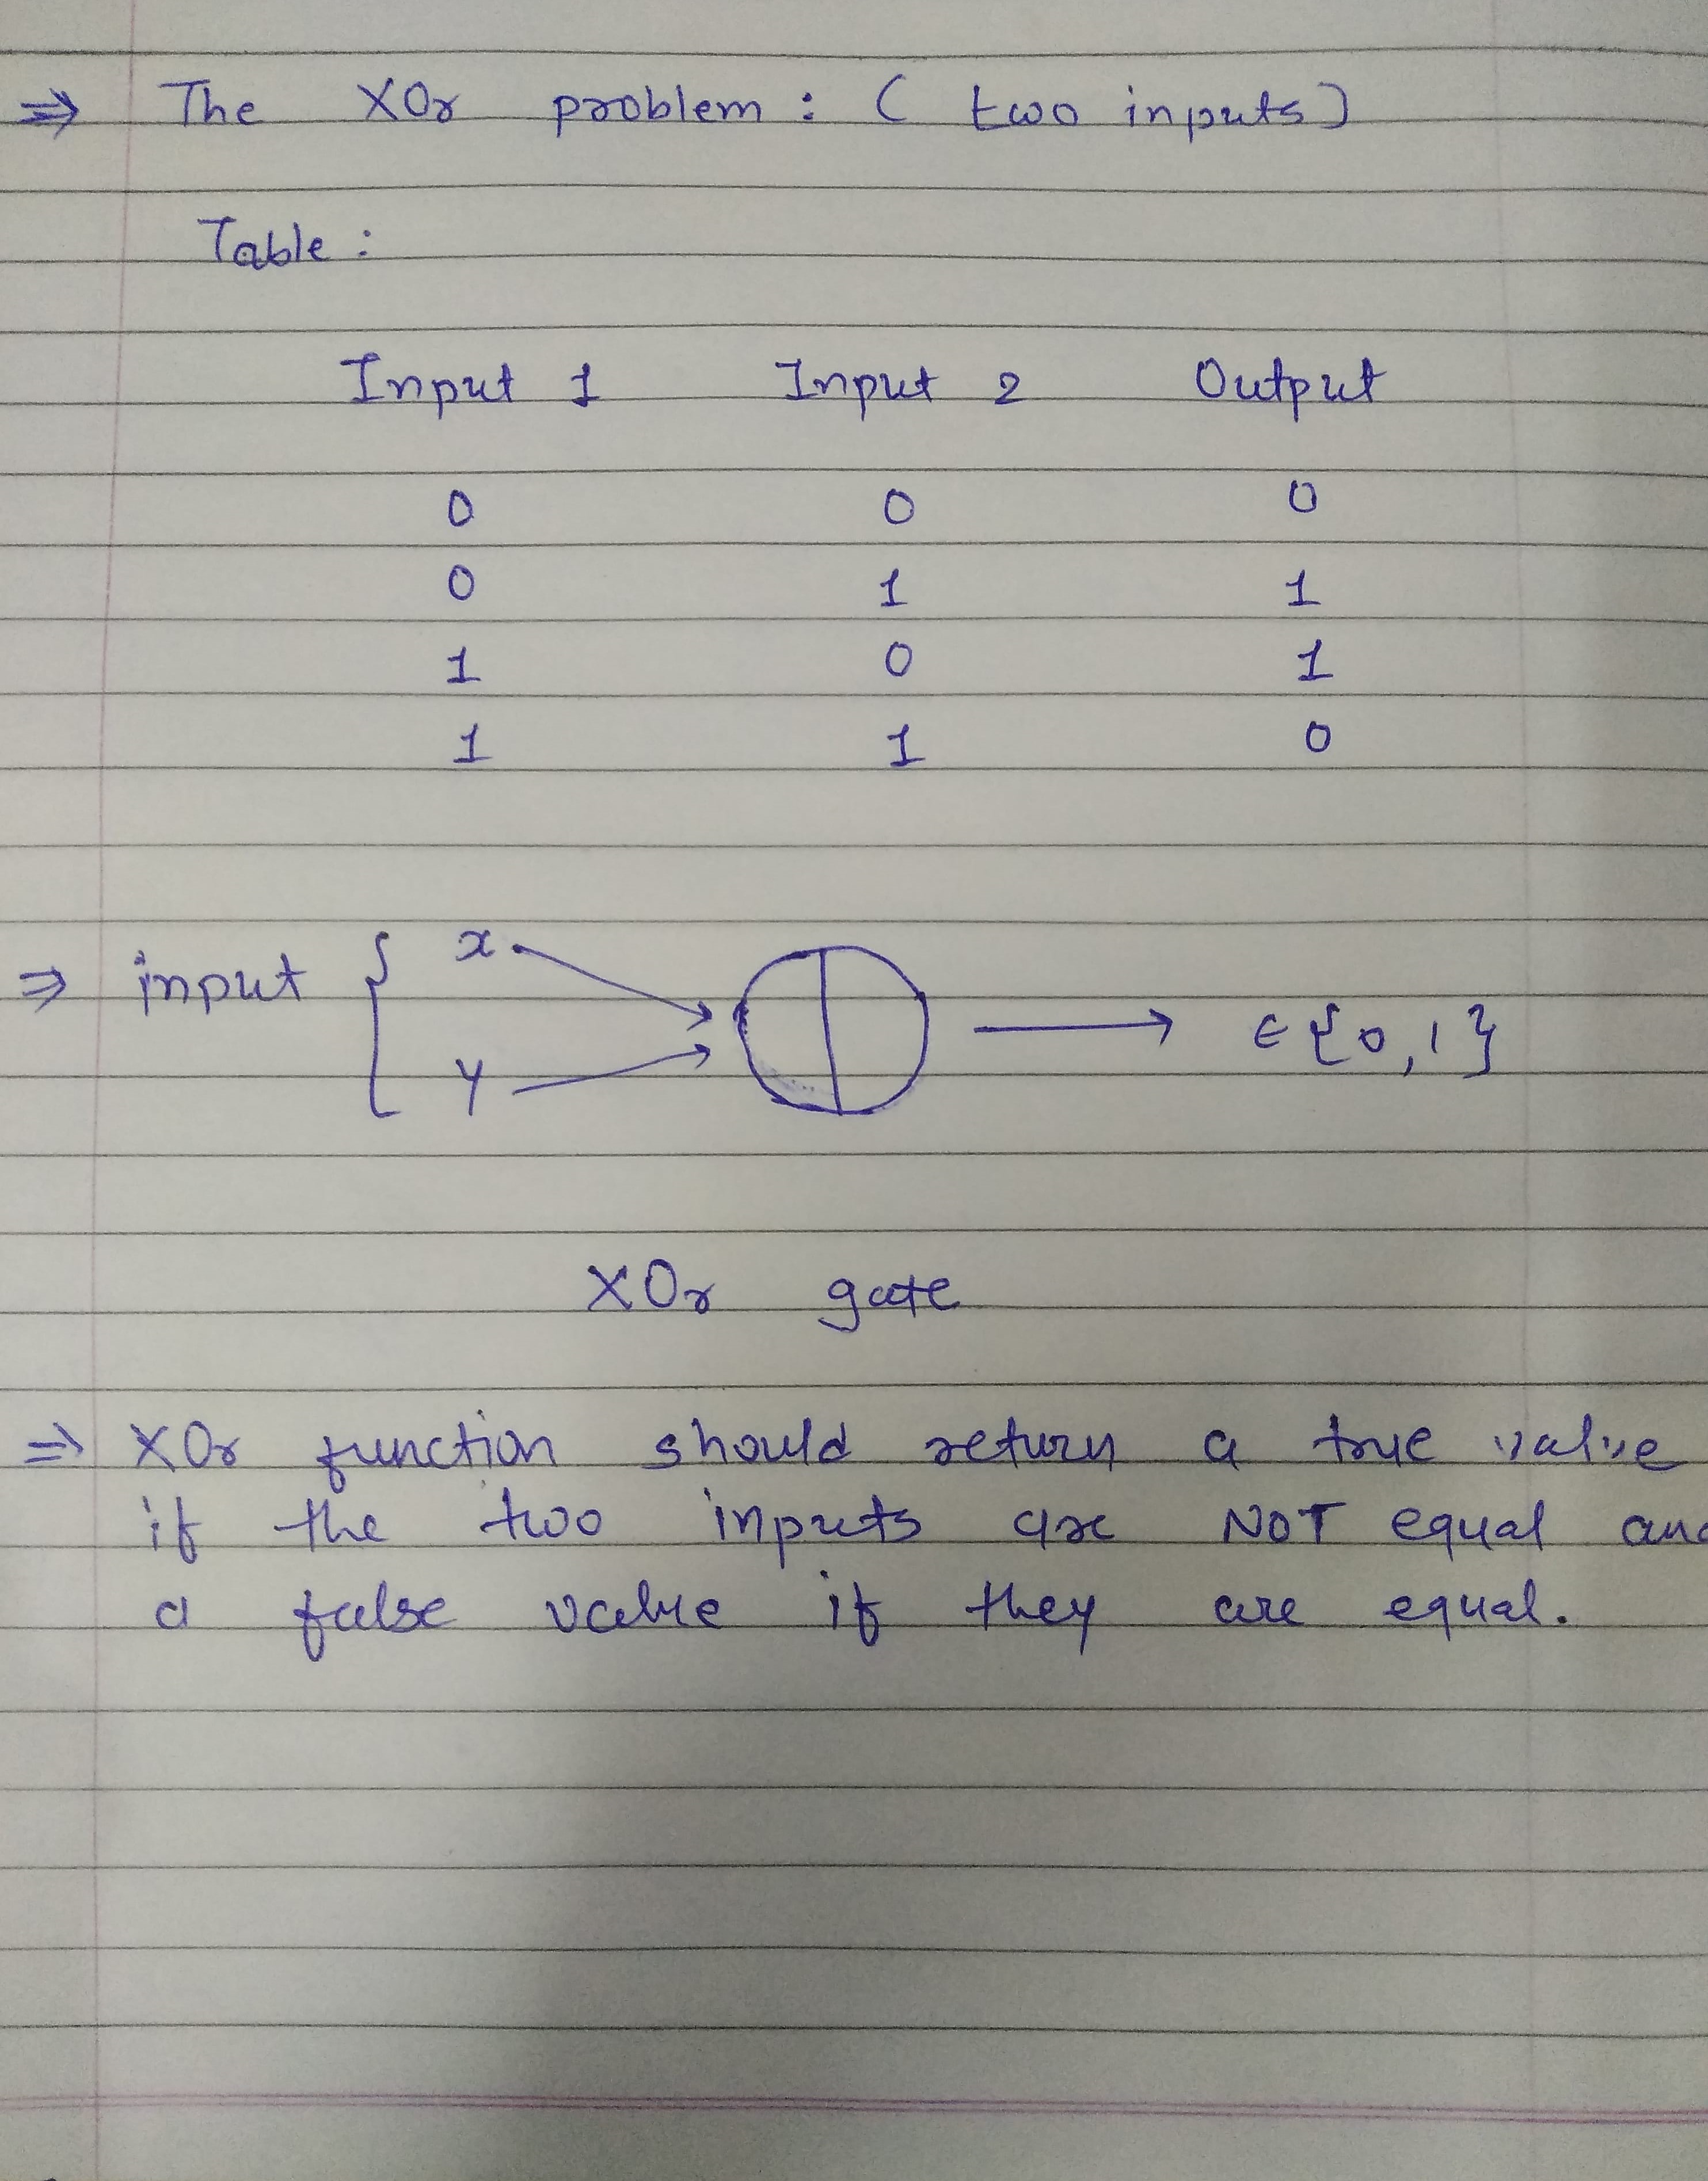 ⇒ The XOr problem : ( two inputs )
Table :
Input 1 Input 2 Output
0 0 0
0 1 1
1 0 1
1 1 0
x
⇒ input {
y
∈ {0,1}
XOr gate
⇒ XOr function should return a true value
if the two inputs are NOT equal
a false value if they are equal.